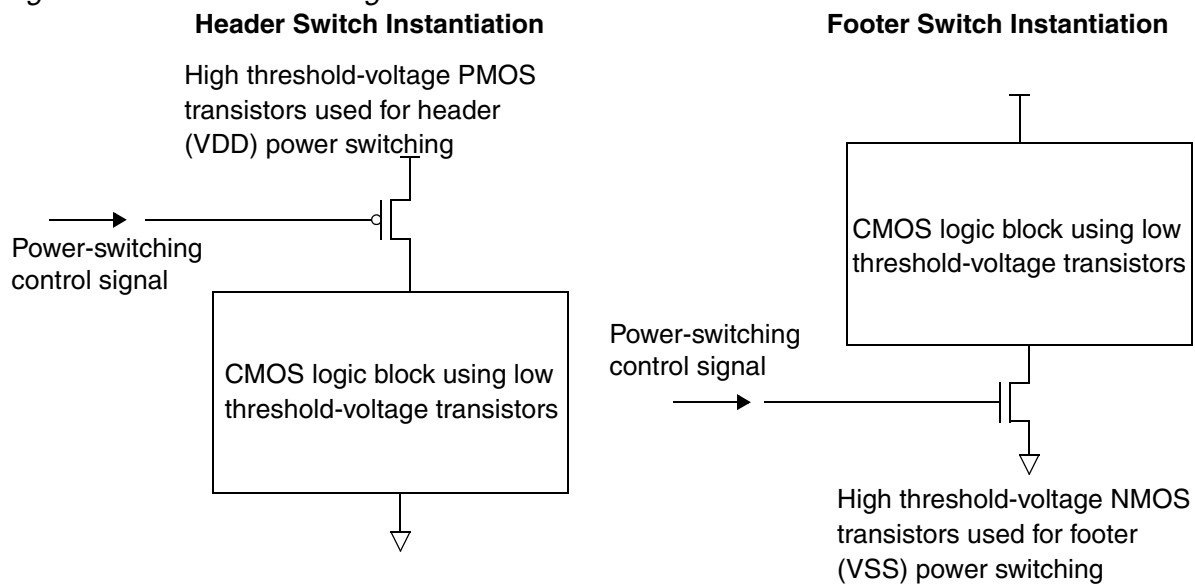 Header Switch Instantiation
High threshold-voltage PMOS
transistors used for header
(VDD) power switching
Power-switching
control signal
CMOS logic block using low
threshold-voltage transistors
Footer Switch Instantiation
CMOS logic block using low
threshold-voltage transistors
Power-switching
control signal
High threshold-voltage NMOS
transistors used for footer
(VSS) power switching